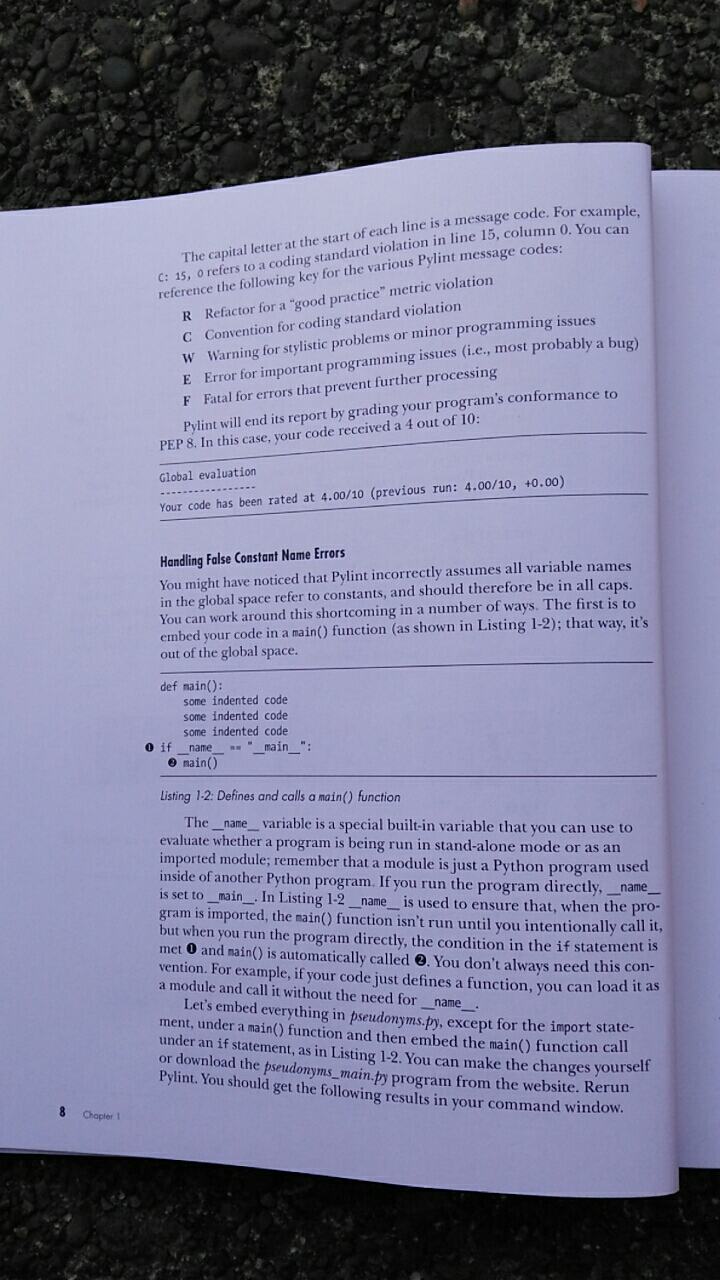 The capital letter at the start of each line is a message code. For example,
C: 15, 0 refers to a coding standard violation in line 15, column 0. You can
reference the following key for the various Pylint message codes:
R Refactor for a “good practice” metric violation
C Convention for coding standard violation
W Warning for stylistic problems or minor programming issues
E Error for important programming issues (i.e., most probably a bug)
F Fatal for errors that prevent further processing
Pylint will end its report by grading your program’s conformance to
PEP 8. In this case, your code received a 4 out of 10:
Global evaluation
-----------------
Your code has been rated at 4.00/10 (previous run: 4.00/10, +0.00)
Handling False Constant Name Errors
You might have noticed that Pylint incorrectly assumes all variable names
in the global space refer to constants, and should therefore be in all caps.
You can work around this shortcoming in a number of ways. The first is to
embed your code in a main() function (as shown in Listing 1-2); that way, it’s
out of the global space.
def main():
    some indented code
    some indented code
    some indented code
❶ if __name__ == "__main__":
  ❷ main()
Listing 1-2: Defines and calls a main() function
The __name__ variable is a special built-in variable that you can use to
evaluate whether a program is being run in stand-alone mode or as an
imported module; remember that a module is just a Python program used
inside of another Python program. If you run the program directly, __name__
is set to __main__. In Listing 1-2 __name__ is used to ensure that, when the pro-
gram is imported, the main() function isn’t run until you intentionally call it,
but when you run the program directly, the condition in the if statement is
met ❶ and main() is automatically called ❷. You don’t always need this con-
vention. For example, if your code just defines a function, you can load it as
a module and call it without the need for __name__.
Let’s embed everything in pseudonyms.py, except for the import state-
ment, under a main() function and then embed the main() function call
under an if statement, as in Listing 1-2. You can make the changes yourself
or download the pseudonyms_main.py program from the website. Rerun
Pylint. You should get the following results in your command window.
8 Chapter 1